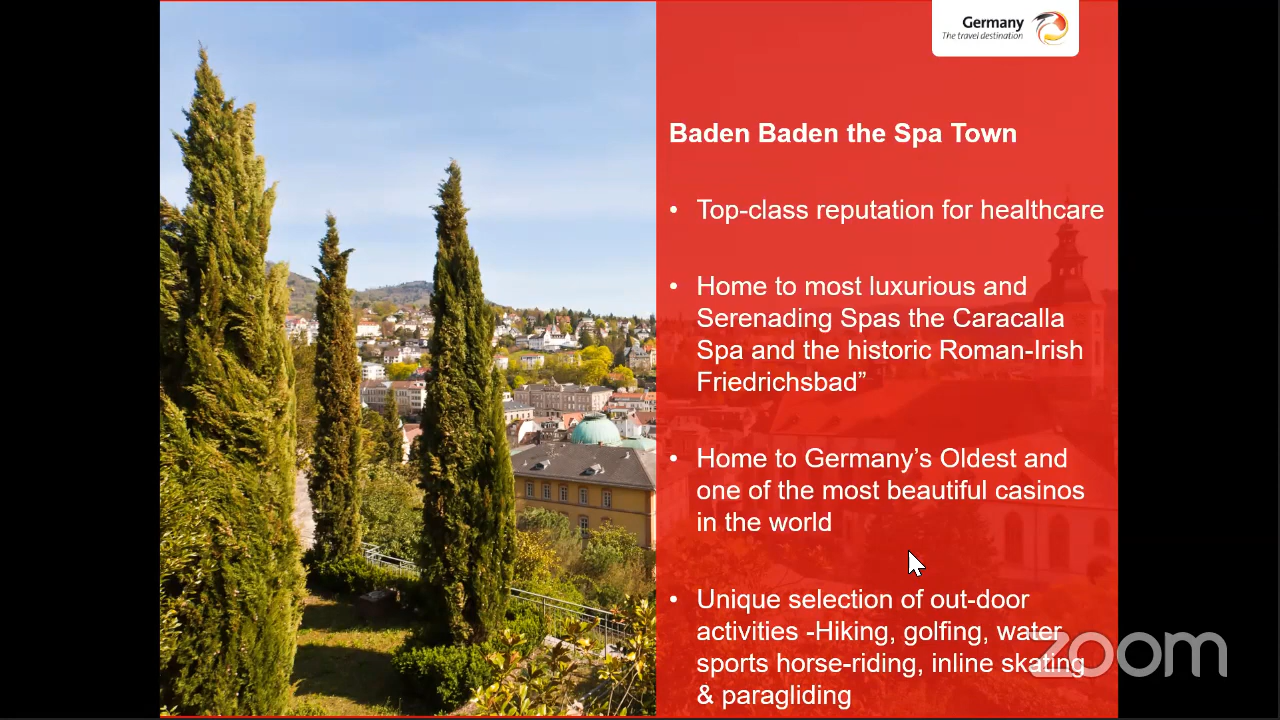 Germany
The travel destination
Baden Baden the Spa Town
• Top-class reputation for healthcare
• Home to most luxurious and
Serenading Spas the Caracalla
Spa and the historic Roman-Irish
Friedrichsbad”
• Home to Germany’s Oldest and
one of the most beautiful casinos
in the world
• Unique selection of out-door
activities -Hiking, golfing, water
sports horse-riding, inline skating
& paragliding
zoom